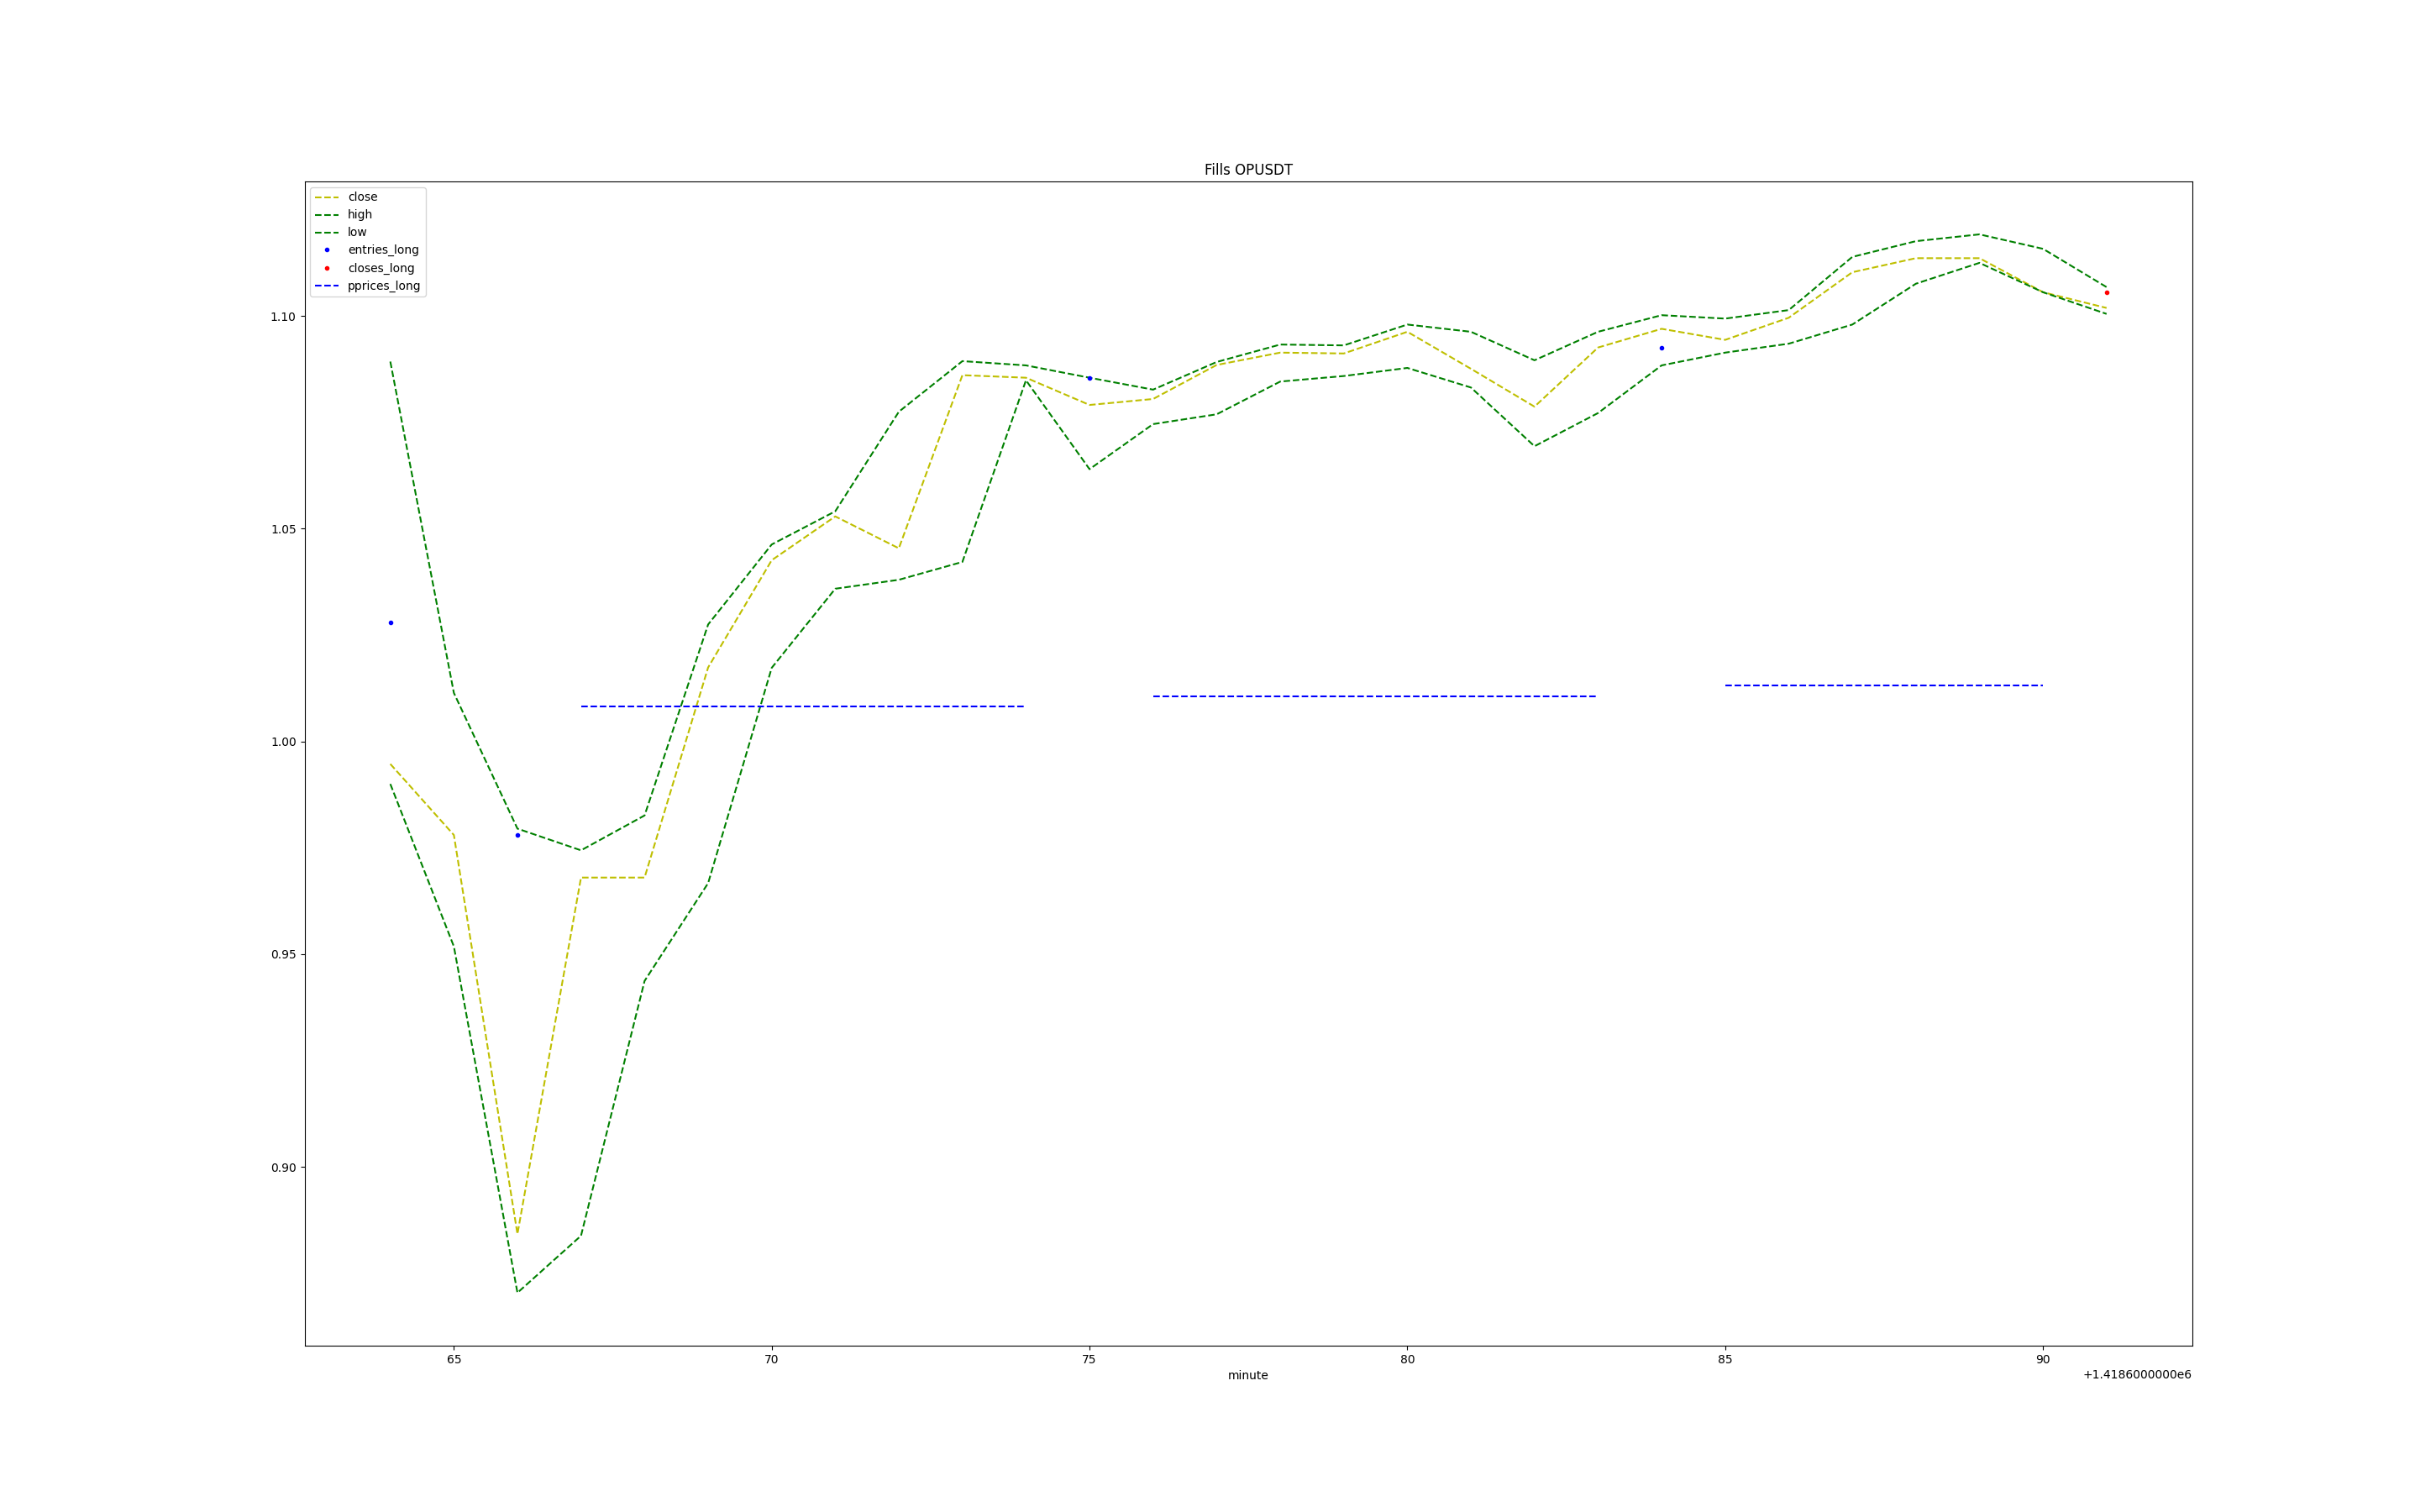 Fills OPUSDT
close
high
low
entries_long
closes_long
pprices_long
1.10
1.05
1.00
0.95
0.90
65 70 75 80 85 90
minute
+1.4186000000e6